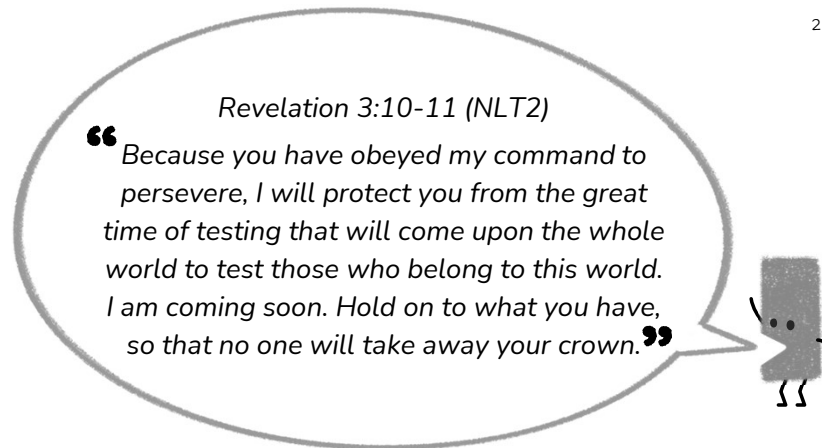 2
Revelation 3:10-11 (NLT2)
“Because you have obeyed my command to
persevere, I will protect you from the great
time of testing that will come upon the whole
world to test those who belong to this world.
I am coming soon. Hold on to what you have,
so that no one will take away your crown.”